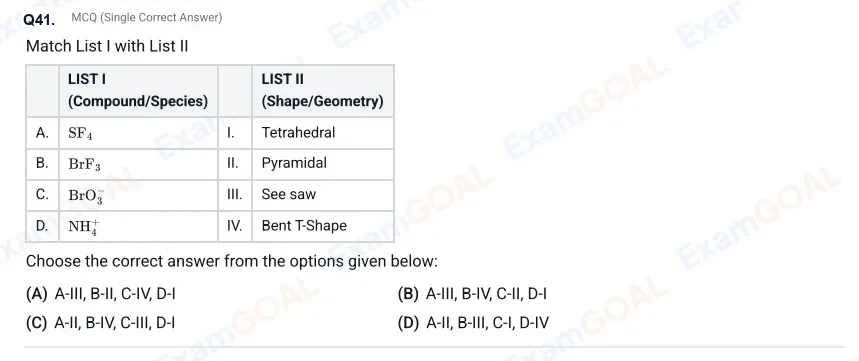 Q41. MCQ (Single Correct Answer)
Match List I with List II
LIST I (Compound/Species) LIST II (Shape/Geometry)
A. SF₄ I. Tetrahedral
B. BrF₃ II. Pyramidal
C. BrO₃⁻ III. See saw
D. NH₄⁺ IV. Bent T-Shape
Choose the correct answer from the options given below:
(A) A-III, B-II, C-IV, D-I (B) A-III, B-IV, C-II, D-I
(C) A-II, B-IV, C-III, D-I (D) A-II, B-III, C-I, D-IV
ExamGOAL